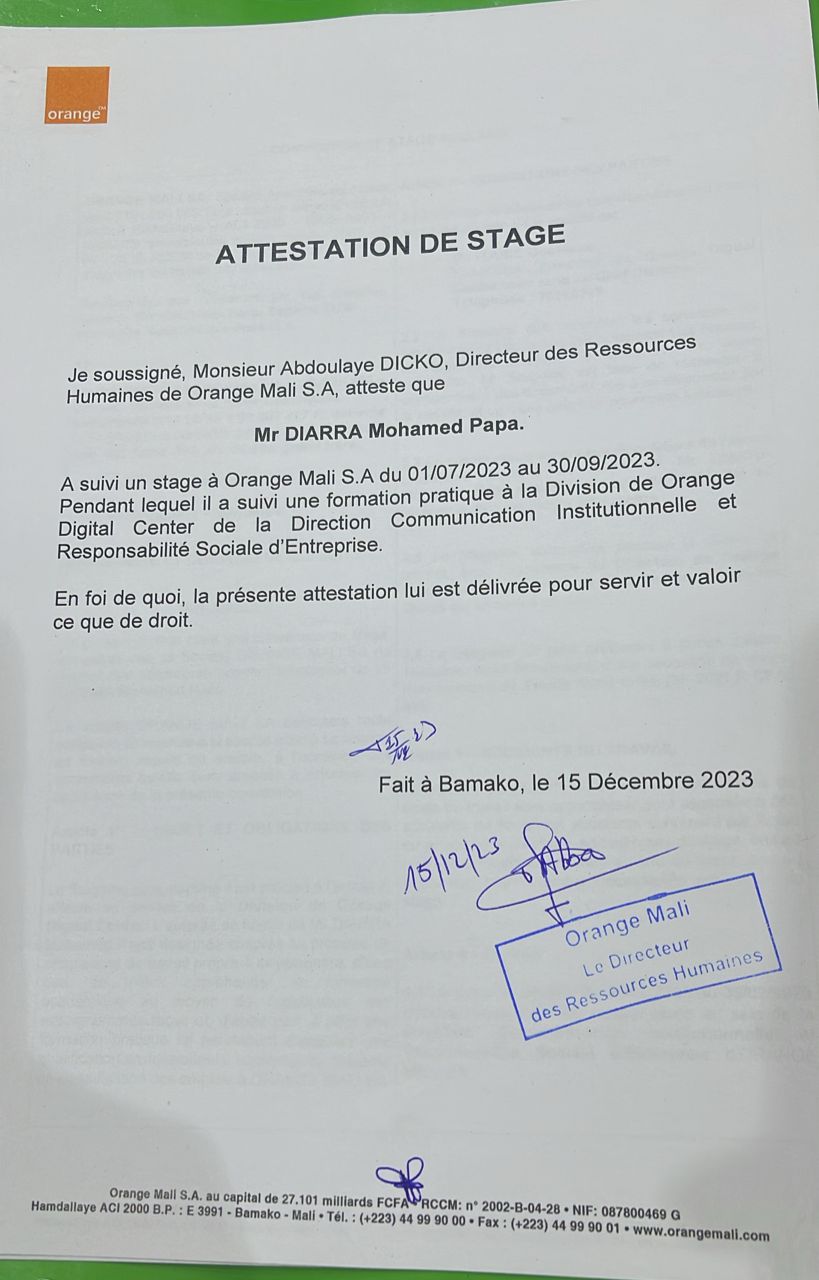 orange™
ATTESTATION DE STAGE
Je soussigné, Monsieur Abdoulaye DICKO, Directeur des Ressources
Humaines de Orange Mali S.A, atteste que
Mr DIARRA Mohamed Papa.
A suivi un stage à Orange Mali S.A du 01/07/2023 au 30/09/2023.
Pendant lequel il a suivi une formation pratique à la Division de Orange
Digital Center de la Direction Communication Institutionnelle et
Responsabilité Sociale d'Entreprise.
En foi de quoi, la présente attestation lui est délivrée pour servir et valoir
ce que de droit.
Fait à Bamako, le 15 Décembre 2023
15/12/23
Orange Mali
Le Directeur
des Ressources Humaines
Orange Mali S.A. au capital de 27.101 milliards FCFA RCCM: n° 2002-B-04-28 • NIF: 087800469 G
Hamdallaye ACI 2000 B.P. : E 3991 - Bamako - Mali • Tél. : (+223) 44 99 90 00 • Fax : (+223) 44 99 90 01 • www.orangemali.com